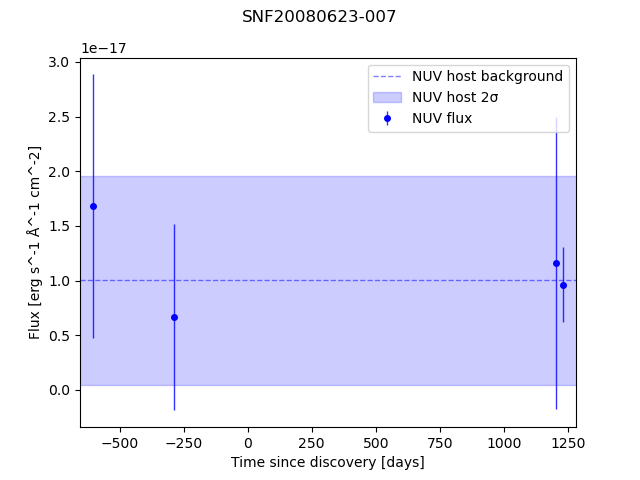 SNF20080623-007
1e−17
3.0
2.5
2.0
1.5
1.0
0.5
0.0
Flux [erg s^-1 Å^-1 cm^-2]
NUV host background
NUV host 2σ
NUV flux
−500 −250 0 250 500 750 1000 1250
Time since discovery [days]